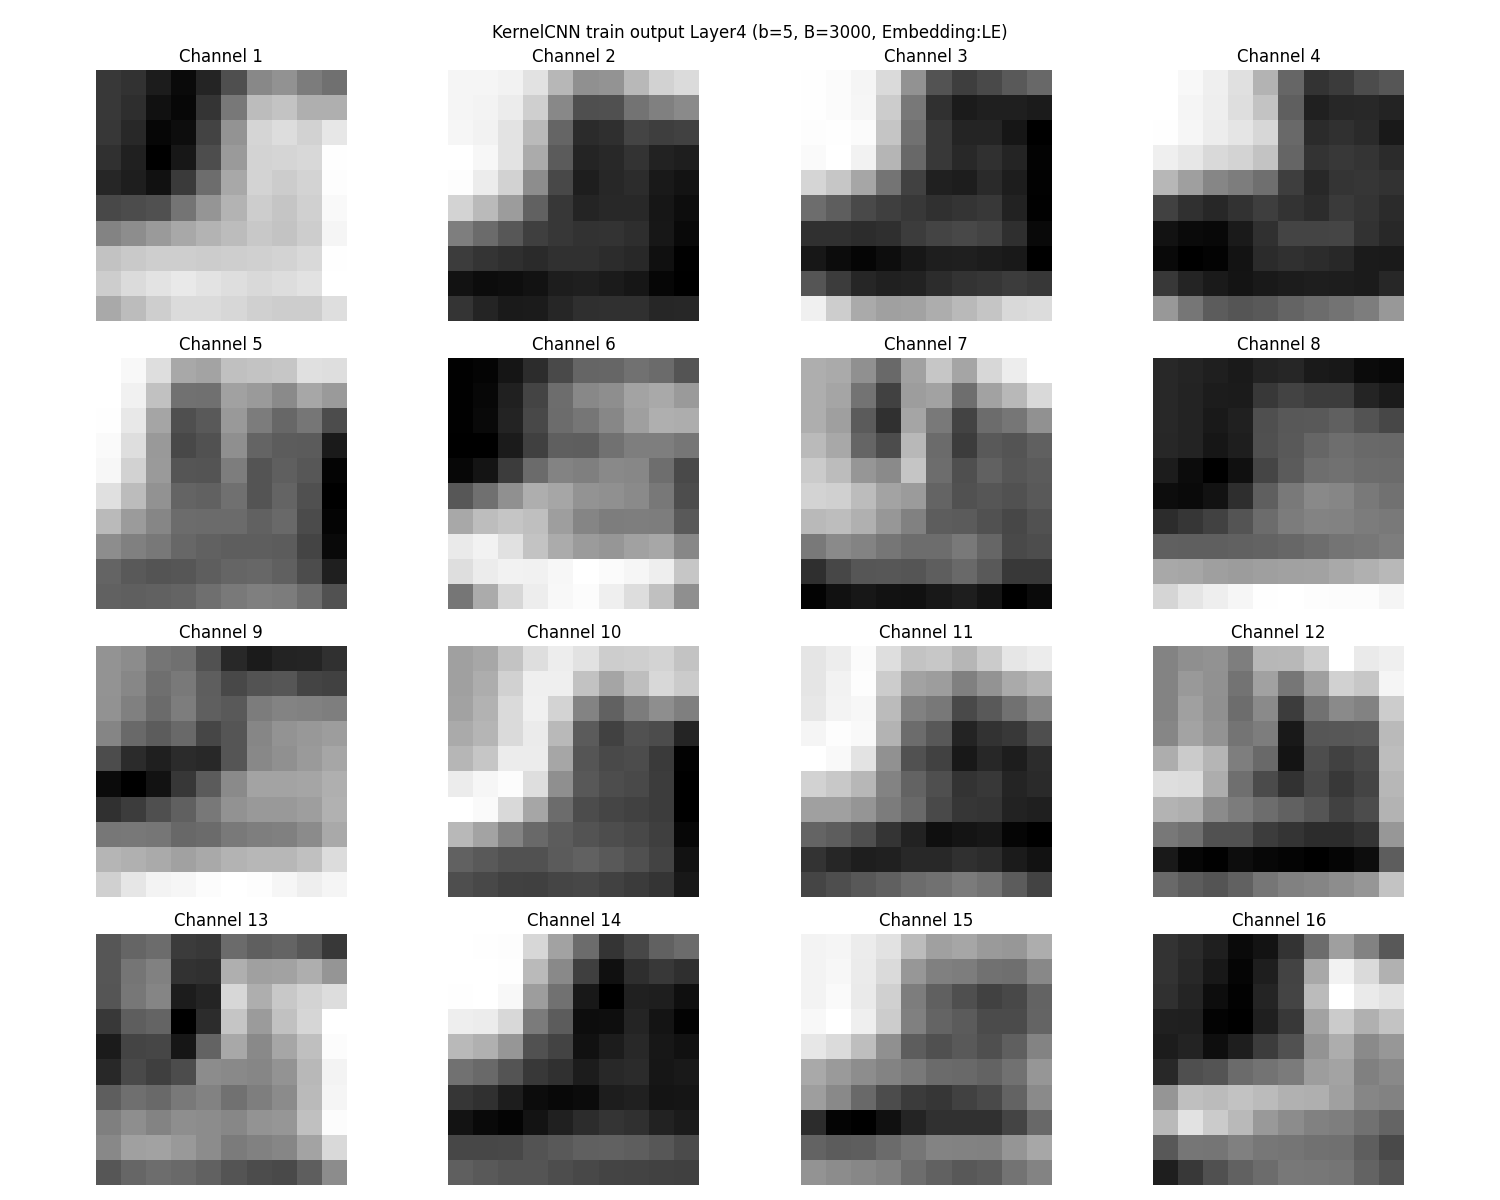 KernelCNN train output Layer4 (b=5, B=3000, Embedding:LE)
Channel 1
Channel 2
Channel 3
Channel 4
Channel 5
Channel 6
Channel 7
Channel 8
Channel 9
Channel 10
Channel 11
Channel 12
Channel 13
Channel 14
Channel 15
Channel 16